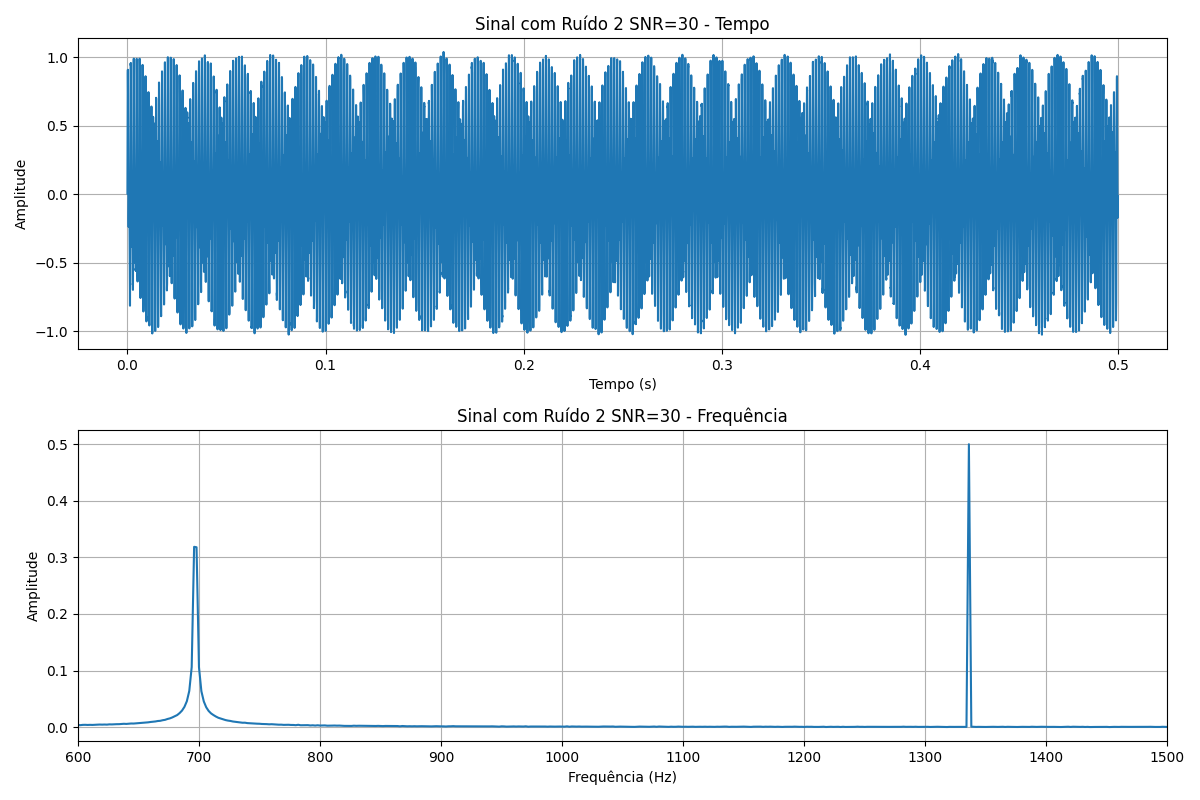 Sinal com Ruído 2 SNR=30 - Tempo
Amplitude
1.0
0.5
0.0
−0.5
−1.0
0.0 0.1 0.2 0.3 0.4 0.5
Tempo (s)
Sinal com Ruído 2 SNR=30 - Frequência
Amplitude
0.5
0.4
0.3
0.2
0.1
0.0
600 700 800 900 1000 1100 1200 1300 1400 1500
Frequência (Hz)